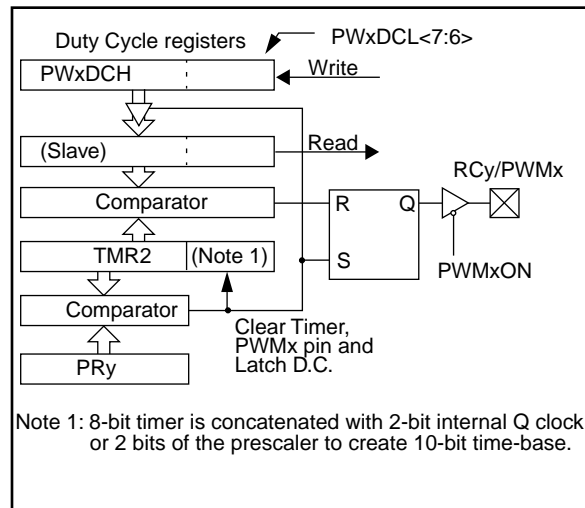 Duty Cycle registers
PWxDCL<7:6>
PWxDCH
Write
(Slave)
Read
RCy/PWMx
Comparator
R
Q
TMR2
(Note 1)
S
PWMxON
Comparator
Clear Timer,
PWMx pin and
Latch D.C.
PRy
Note 1: 8-bit timer is concatenated with 2-bit internal Q clock
or 2 bits of the prescaler to create 10-bit time-base.